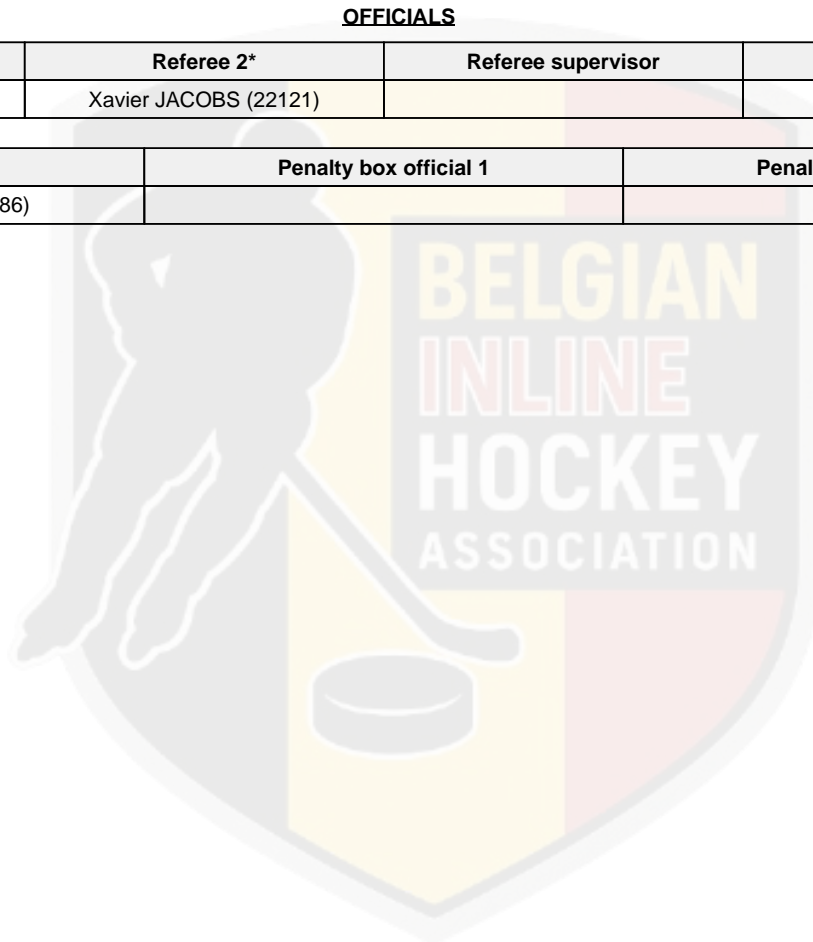 OFFICIALS
Referee 2* Referee supervisor
Xavier JACOBS (22121)
Penalty box official 1 Penal
86)
BELGIAN
INLINE
HOCKEY
ASSOCIATION